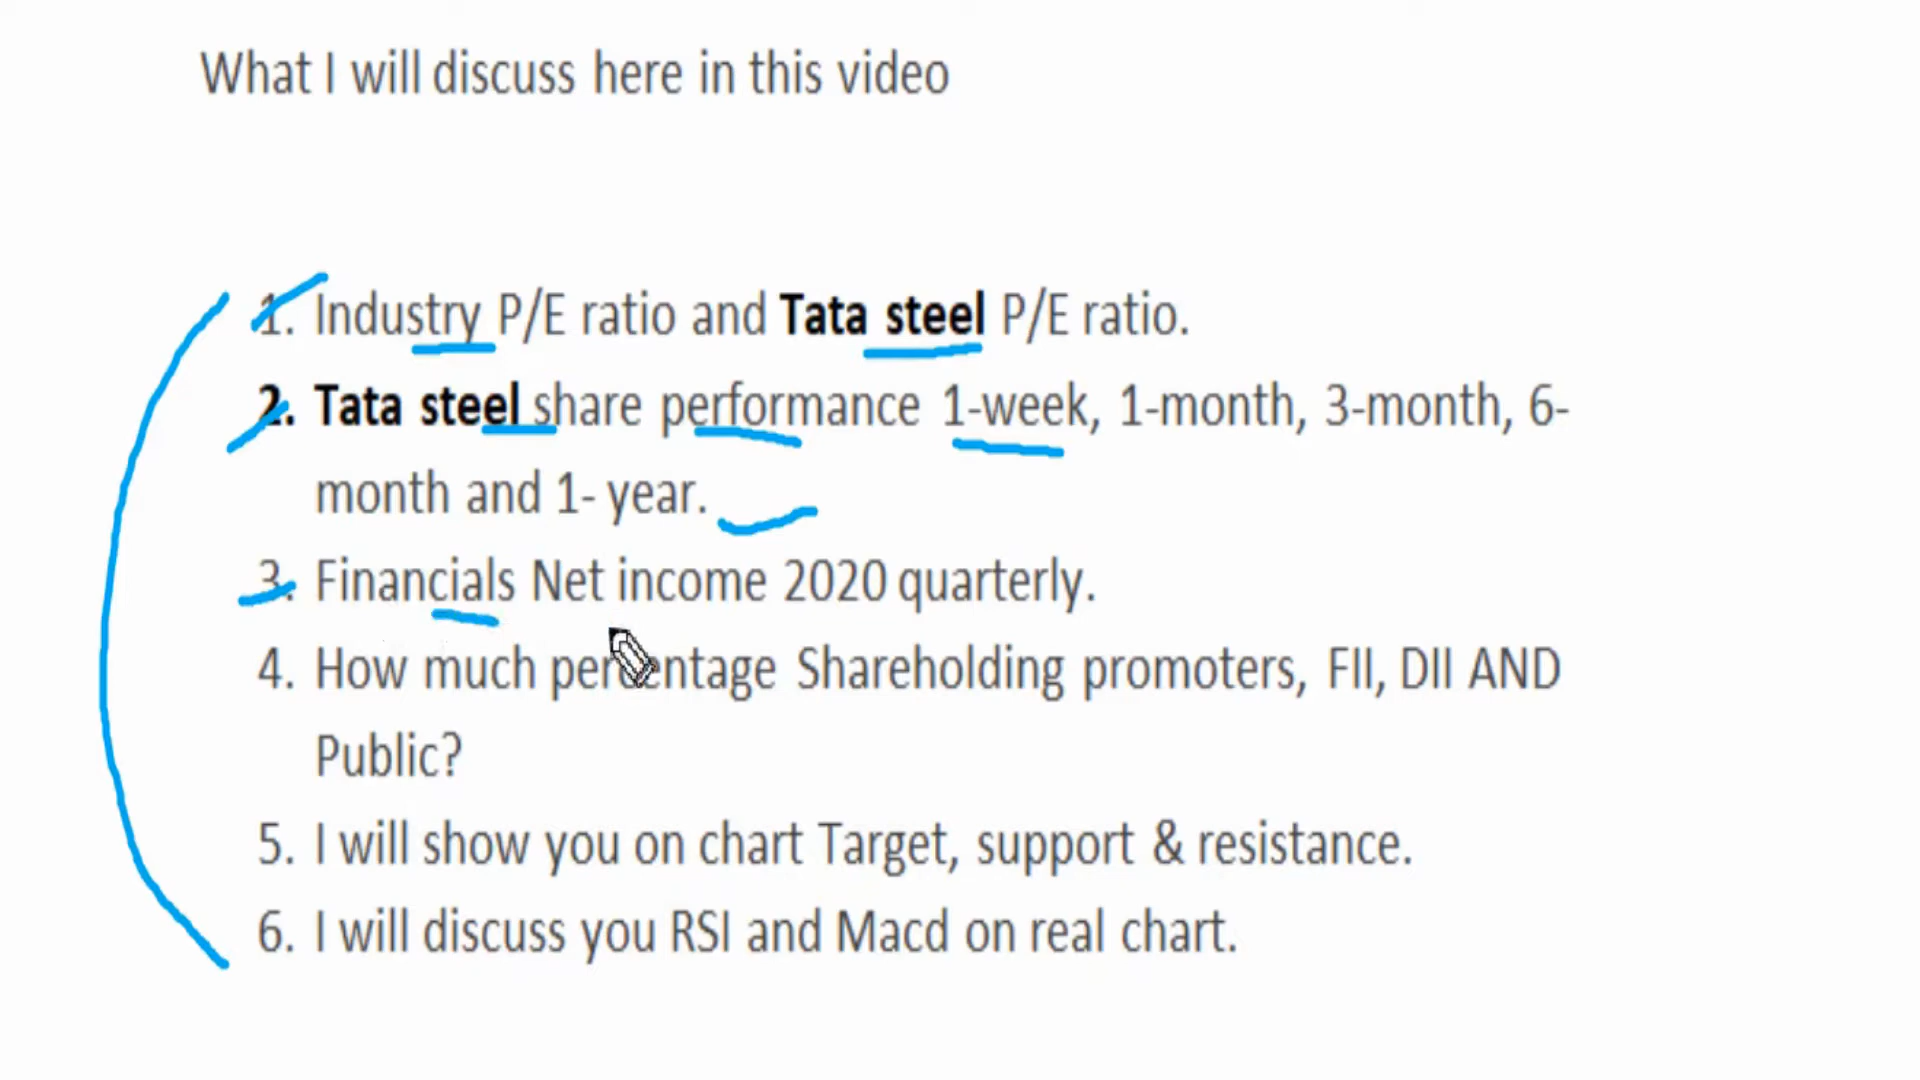 What I will discuss here in this video
1. Industry P/E ratio and Tata steel P/E ratio.
2. Tata steel share performance 1-week, 1-month, 3-month, 6-
month and 1- year.
3. Financials Net income 2020 quarterly.
4. How much percentage Shareholding promoters, FII, DII AND
Public?
5. I will show you on chart Target, support & resistance.
6. I will discuss you RSI and Macd on real chart.